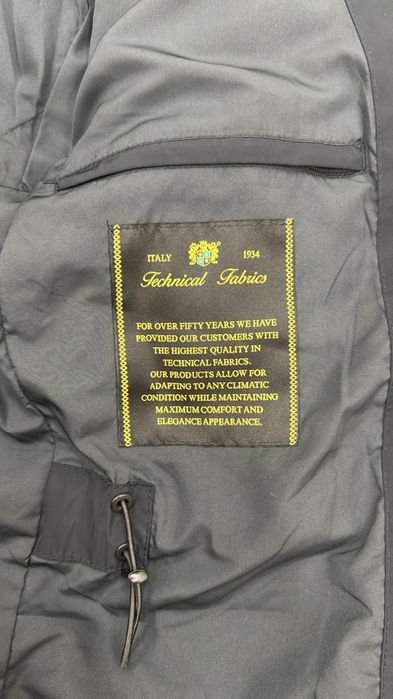 ITALY 1934
Technical Fabrics
FOR OVER FIFTY YEARS WE HAVE
PROVIDED OUR CUSTOMERS WITH
THE HIGHEST QUALITY IN
TECHNICAL FABRICS.
OUR PRODUCTS ALLOW FOR
ADAPTING TO ANY CLIMATIC
CONDITION WHILE MAINTAINING
MAXIMUM COMFORT AND
ELEGANCE APPEARANCE.